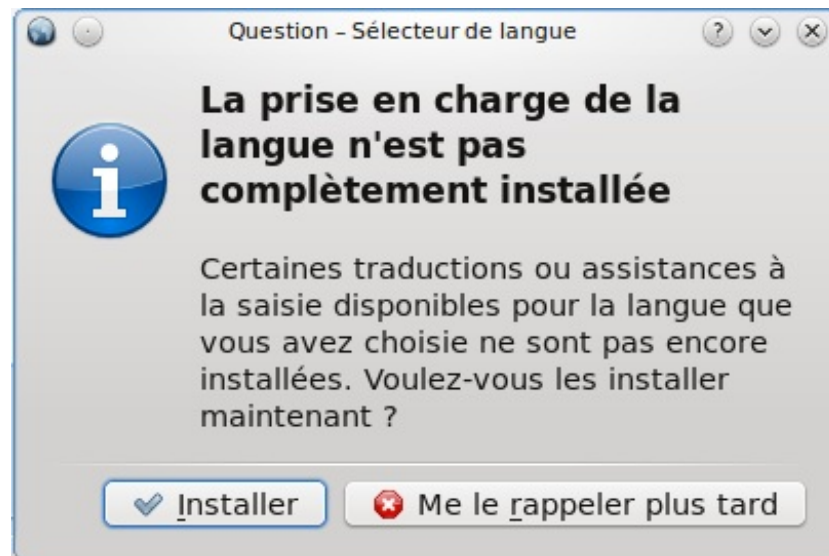 Question – Sélecteur de langue
La prise en charge de la
langue n'est pas
complètement installée
Certaines traductions ou assistances à
la saisie disponibles pour la langue que
vous avez choisie ne sont pas encore
installées. Voulez-vous les installer
maintenant ?
Installer
Me le rappeler plus tard